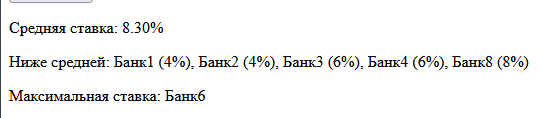 Средняя ставка: 8.30%
Ниже средней: Банк1 (4%), Банк2 (4%), Банк3 (6%), Банк4 (6%), Банк8 (8%)
Максимальная ставка: Банк6